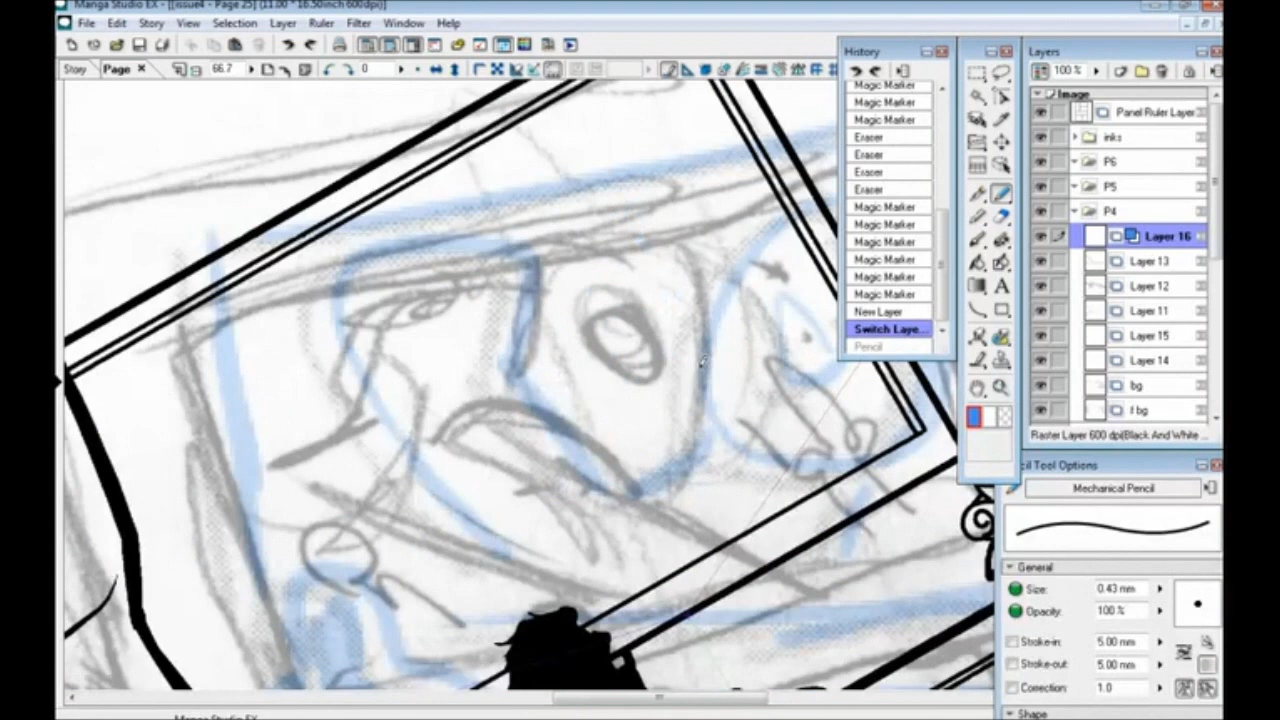 Manga Studio EX - [[issue4 - Page 25] (11.00 * 16.50inch 600dpi)]
File Edit Story View Selection Layer Ruler Filter Window Help
Story Page 66.7 0
History
Magic Marker
Magic Marker
Magic Marker
Eraser
Eraser
Eraser
Eraser
Magic Marker
Magic Marker
Magic Marker
Magic Marker
Magic Marker
Magic Marker
New Layer
Switch Laye...
Pencil
Layers
100 %
Image
Panel Ruler Layer
inks
P6
P5
P4
Layer 16
Layer 13
Layer 12
Layer 11
Layer 15
Layer 14
bg
f bg
Raster Layer 600 dpi(Black And White ...
cil Tool Options
Mechanical Pencil
General
Size: 0.43 mm
Opacity: 100 %
Stroke-in: 5.00 mm
Stroke-out: 5.00 mm
Correction: 1.0
Shape
Manga Studio EX